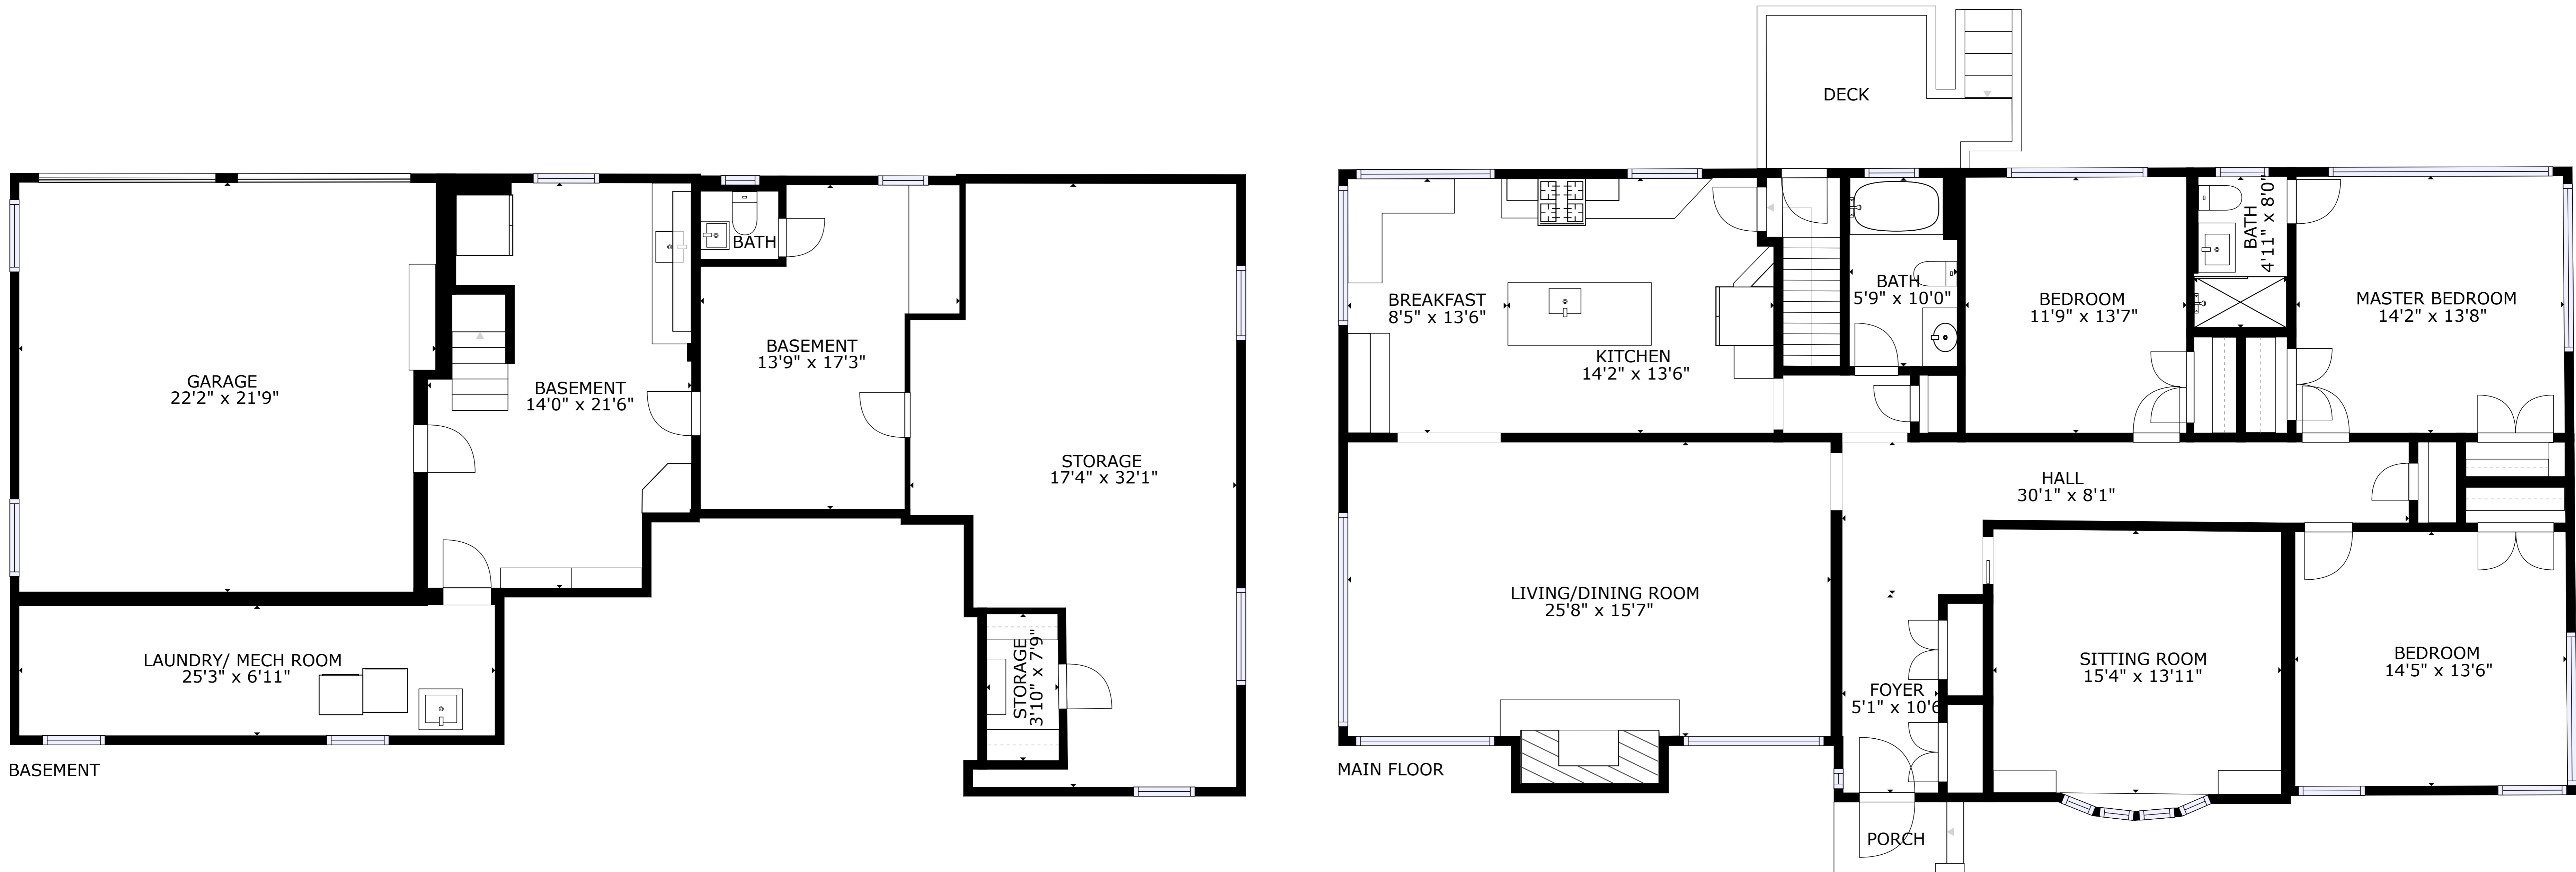 GARAGE
22'2" x 21'9"
BASEMENT
14'0" x 21'6"
BATH
BASEMENT
13'9" x 17'3"
STORAGE
17'4" x 32'1"
STORAGE
3'10" x 7'9"
LAUNDRY/ MECH ROOM
25'3" x 6'11"
BASEMENT
DECK
BREAKFAST
8'5" x 13'6"
KITCHEN
14'2" x 13'6"
BATH
5'9" x 10'0"
BEDROOM
11'9" x 13'7"
BATH
4'11" x 8'0"
MASTER BEDROOM
14'2" x 13'8"
HALL
30'1" x 8'1"
LIVING/DINING ROOM
25'8" x 15'7"
FOYER
5'1" x 10'6
SITTING ROOM
15'4" x 13'11"
BEDROOM
14'5" x 13'6"
PORCH
MAIN FLOOR